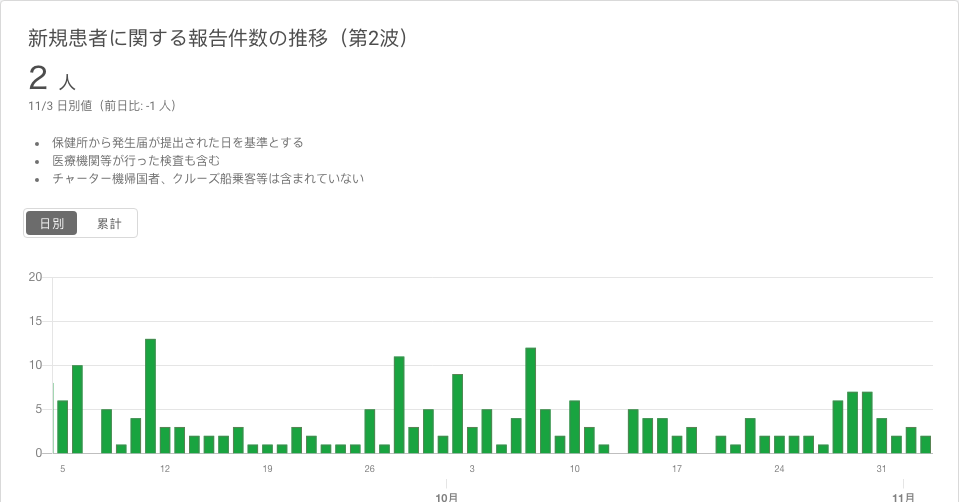 新規患者に関する報告件数の推移（第2波）
2 人
11/3 日別値（前日比: -1 人）
保健所から発生届が提出された日を基準とする
医療機関等が行った検査も含む
チャーター機帰国者、クルーズ船乗客等は含まれていない
日別 累計
20
15
10
5
0
5 12 19 26 3 10 17 24 31
10月 11月